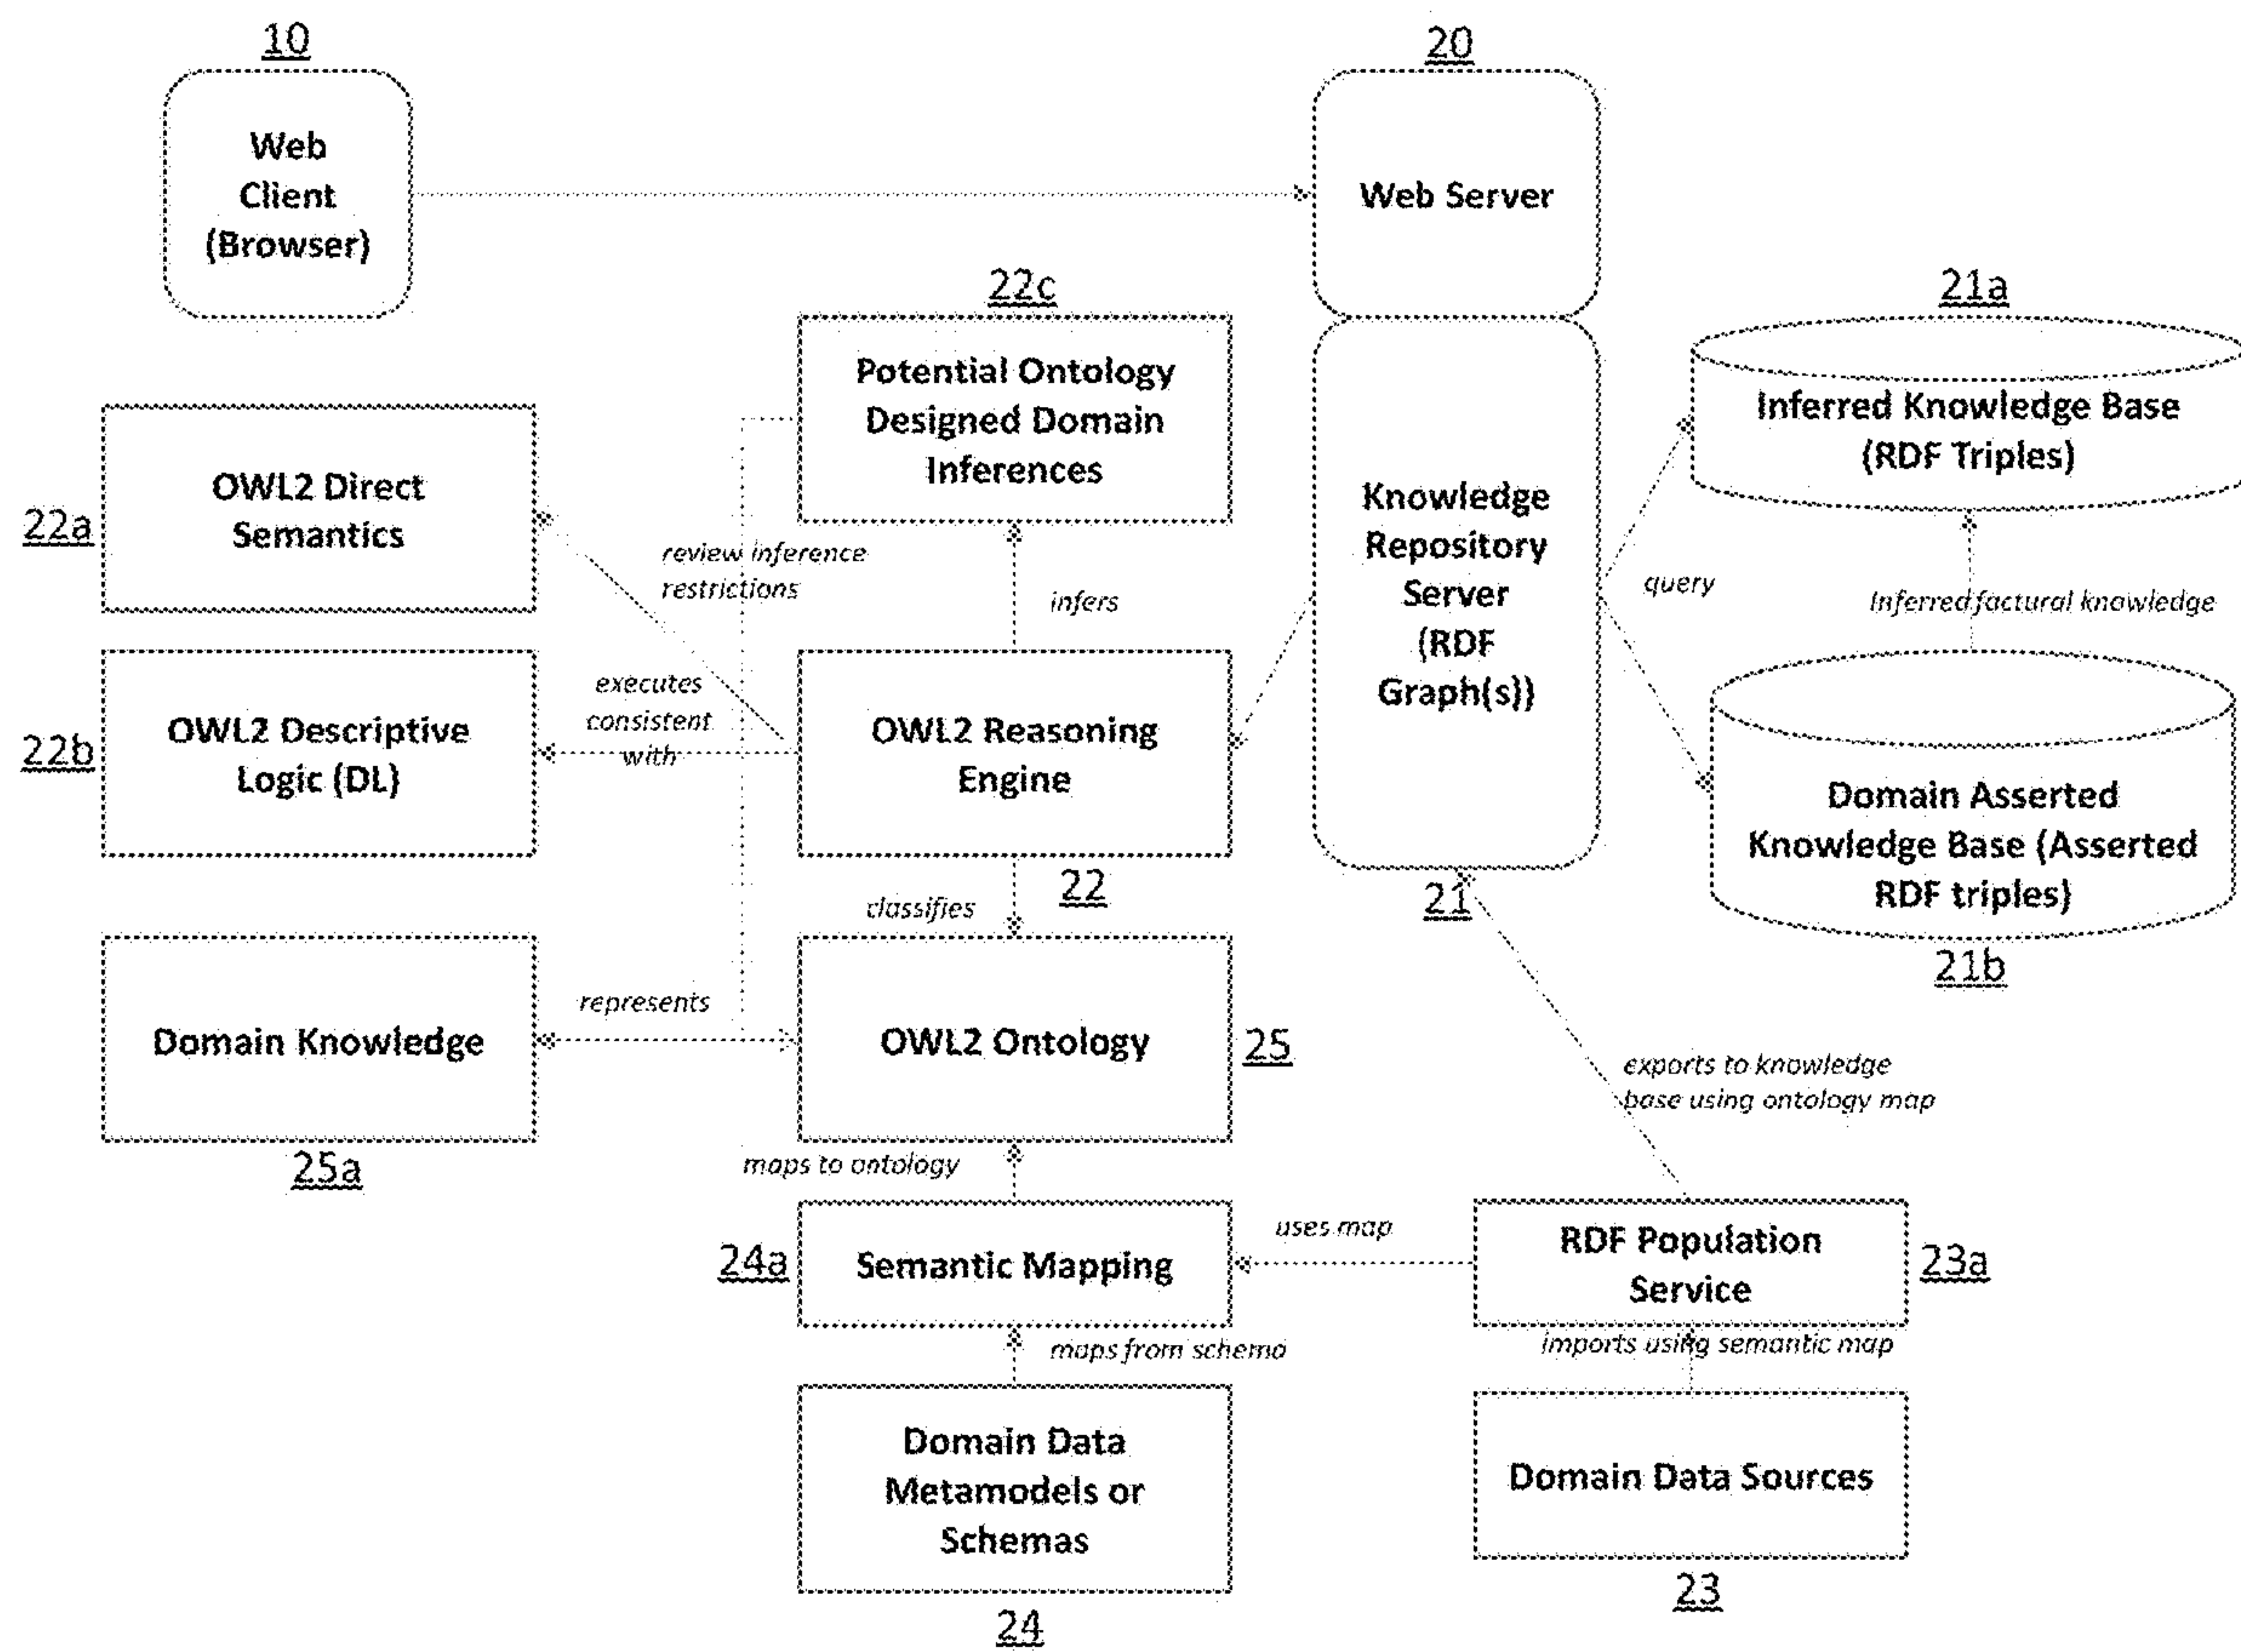 10
Web
Client
(Browser)
20
Web Server
22c
Potential Ontology
Designed Domain
Inferences
21a
Inferred Knowledge Base
(RDF Triples)
22a
OWL2 Direct
Semantics
review inference
restrictions
infers
Knowledge
Repository
Server
(RDF
Graph(s))
query
Inferred factural knowledge
22b
OWL2 Descriptive
Logic (DL)
executes
consistent
with
OWL2 Reasoning
Engine
22
21
Domain Asserted
Knowledge Base (Asserted
RDF triples)
21b
classifies
Domain Knowledge
25a
represents
OWL2 Ontology
25
exports to knowledge
base using ontology map
maps to ontology
24a
Semantic Mapping
uses map
RDF Population
Service
23a
maps from schema
imports using semantic map
Domain Data
Metamodels or
Schemas
24
Domain Data Sources
23